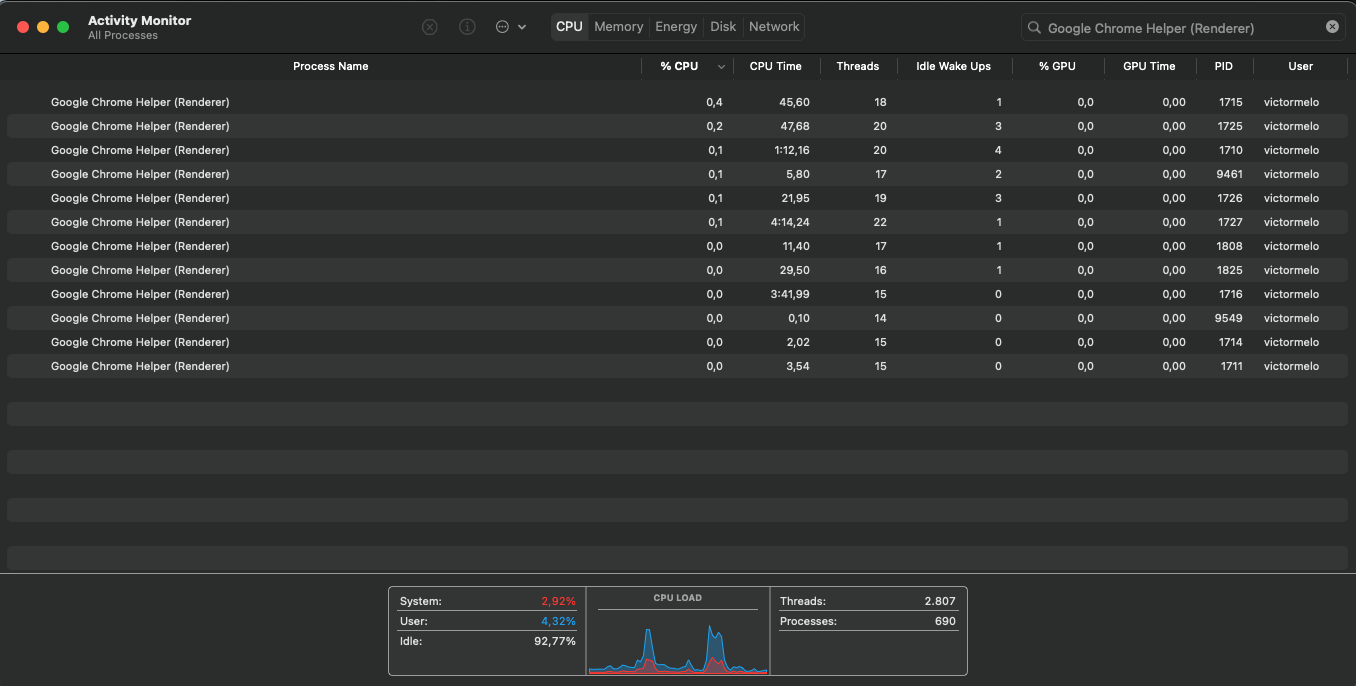 Activity Monitor
All Processes
CPU Memory Energy Disk Network
Google Chrome Helper (Renderer)
Process Name % CPU CPU Time Threads Idle Wake Ups % GPU GPU Time PID User
Google Chrome Helper (Renderer) 0,4 45,60 18 1 0,0 0,00 1715 victormelo
Google Chrome Helper (Renderer) 0,2 47,68 20 3 0,0 0,00 1725 victormelo
Google Chrome Helper (Renderer) 0,1 1:12,16 20 4 0,0 0,00 1710 victormelo
Google Chrome Helper (Renderer) 0,1 5,80 17 2 0,0 0,00 9461 victormelo
Google Chrome Helper (Renderer) 0,1 21,95 19 3 0,0 0,00 1726 victormelo
Google Chrome Helper (Renderer) 0,1 4:14,24 22 1 0,0 0,00 1727 victormelo
Google Chrome Helper (Renderer) 0,0 11,40 17 1 0,0 0,00 1808 victormelo
Google Chrome Helper (Renderer) 0,0 29,50 16 1 0,0 0,00 1825 victormelo
Google Chrome Helper (Renderer) 0,0 3:41,99 15 0 0,0 0,00 1716 victormelo
Google Chrome Helper (Renderer) 0,0 0,10 14 0 0,0 0,00 9549 victormelo
Google Chrome Helper (Renderer) 0,0 2,02 15 0 0,0 0,00 1714 victormelo
Google Chrome Helper (Renderer) 0,0 3,54 15 0 0,0 0,00 1711 victormelo
System: 2,92%
User: 4,32%
Idle: 92,77%
CPU LOAD
Threads: 2.807
Processes: 690